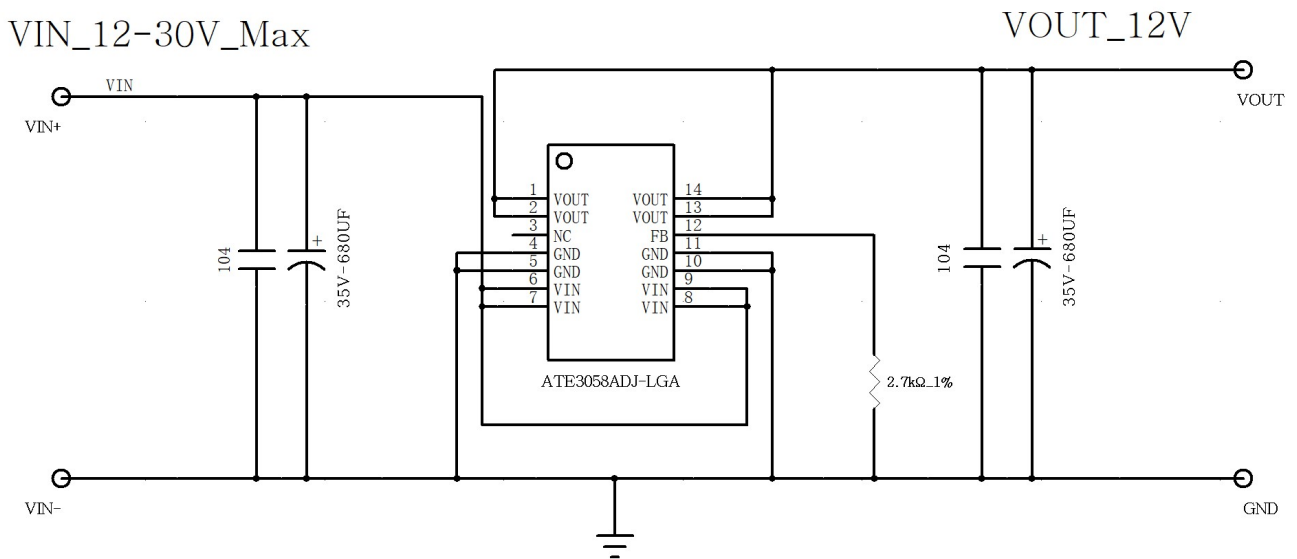 VIN_12-30V_Max
VOUT_12V
VIN
VIN+
VOUT
104
+
35V-680UF
1 VOUT VOUT 14
2 VOUT VOUT 13
3 NC FB 12
4 GND GND 11
5 GND GND 10
6 VIN VIN 9
7 VIN VIN 8
104
+
35V-680UF
ATE3058ADJ-LGA
2.7kΩ_1%
VIN-
GND